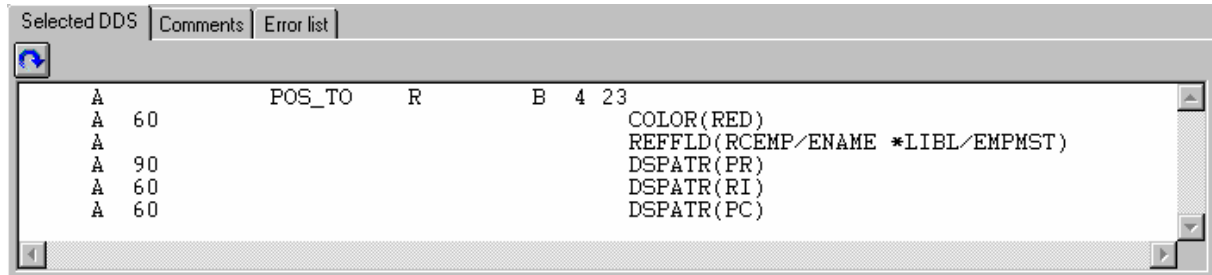 Selected DDS Comments Error list
A POS_TO R B 4 23
A 60 COLOR(RED)
A REFFLD(RCEMP/ENAME *LIBL/EMPMST)
A 90 DSPATR(PR)
A 60 DSPATR(RI)
A 60 DSPATR(PC)